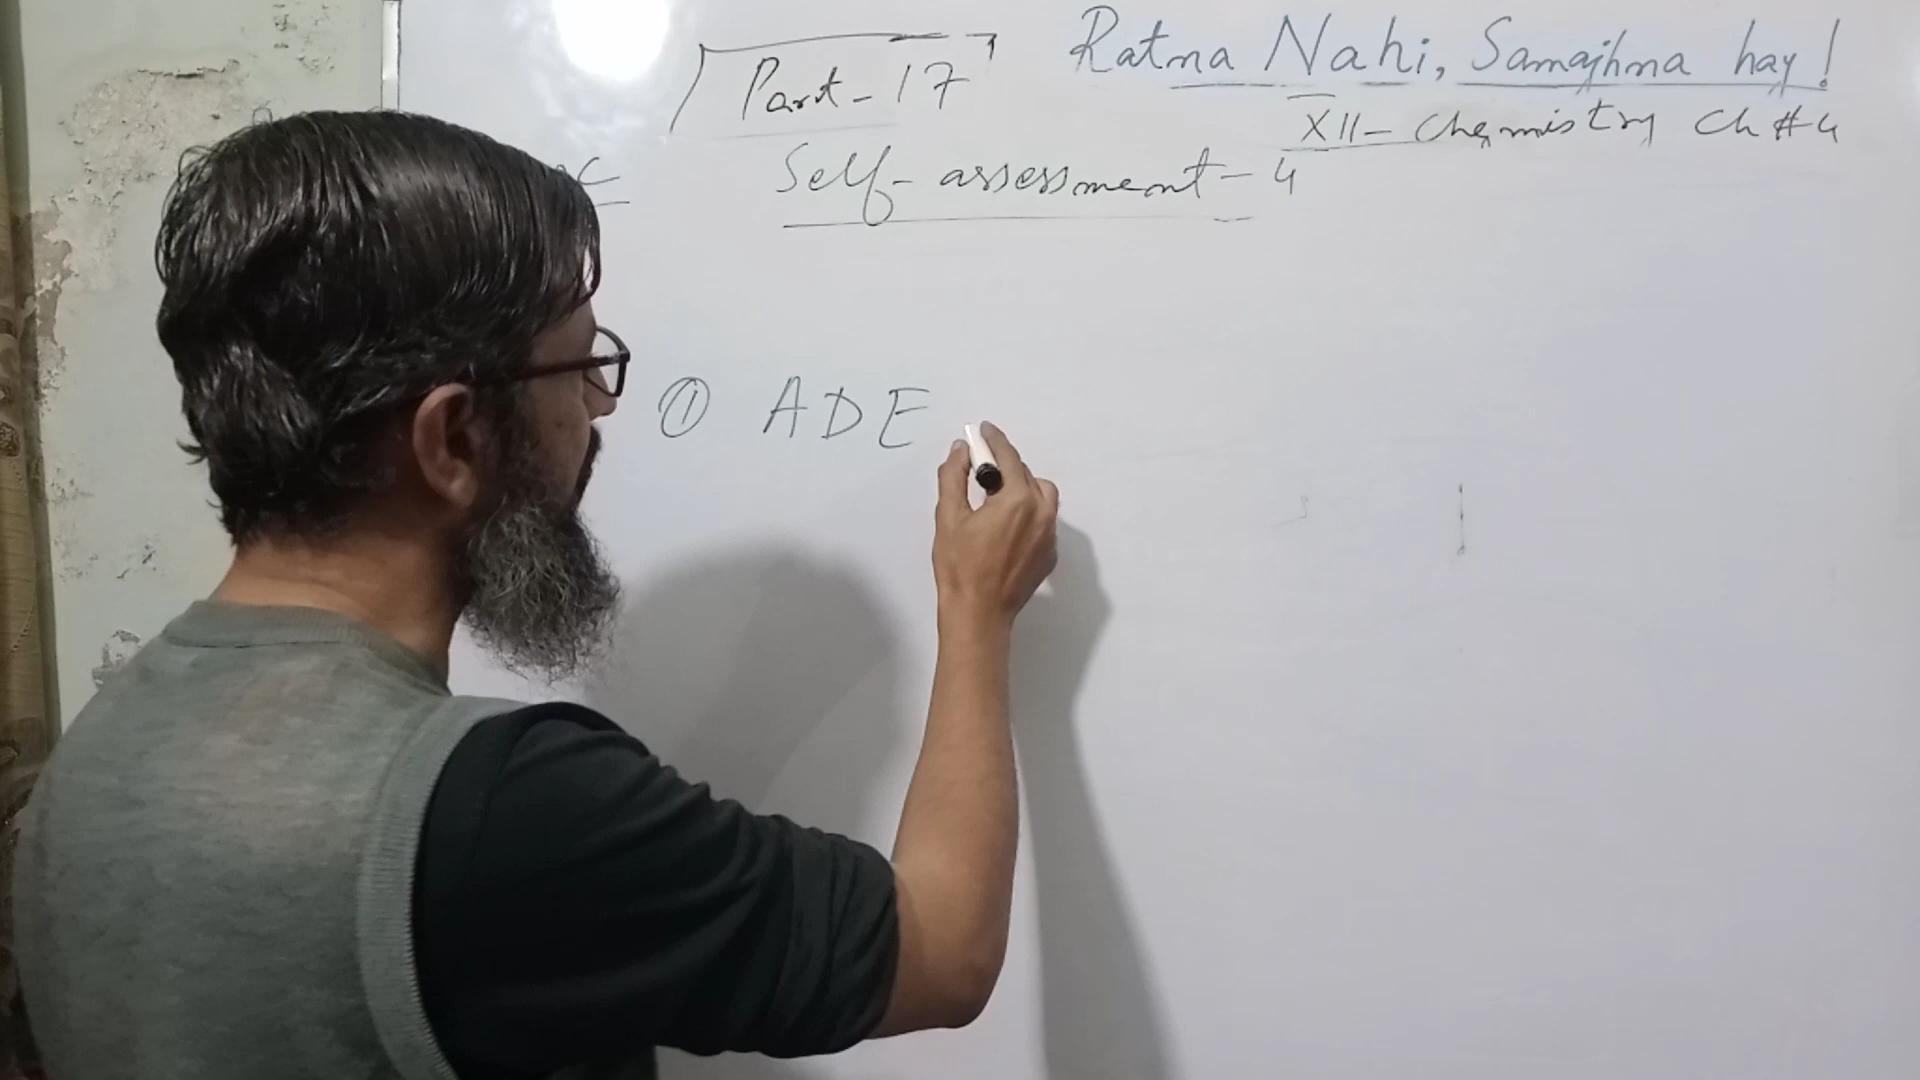 Ratna Nahi, Samajhna hay!
Part - 17
XII - Chemistry Ch # 4
Self-assessment - 4
① ADE